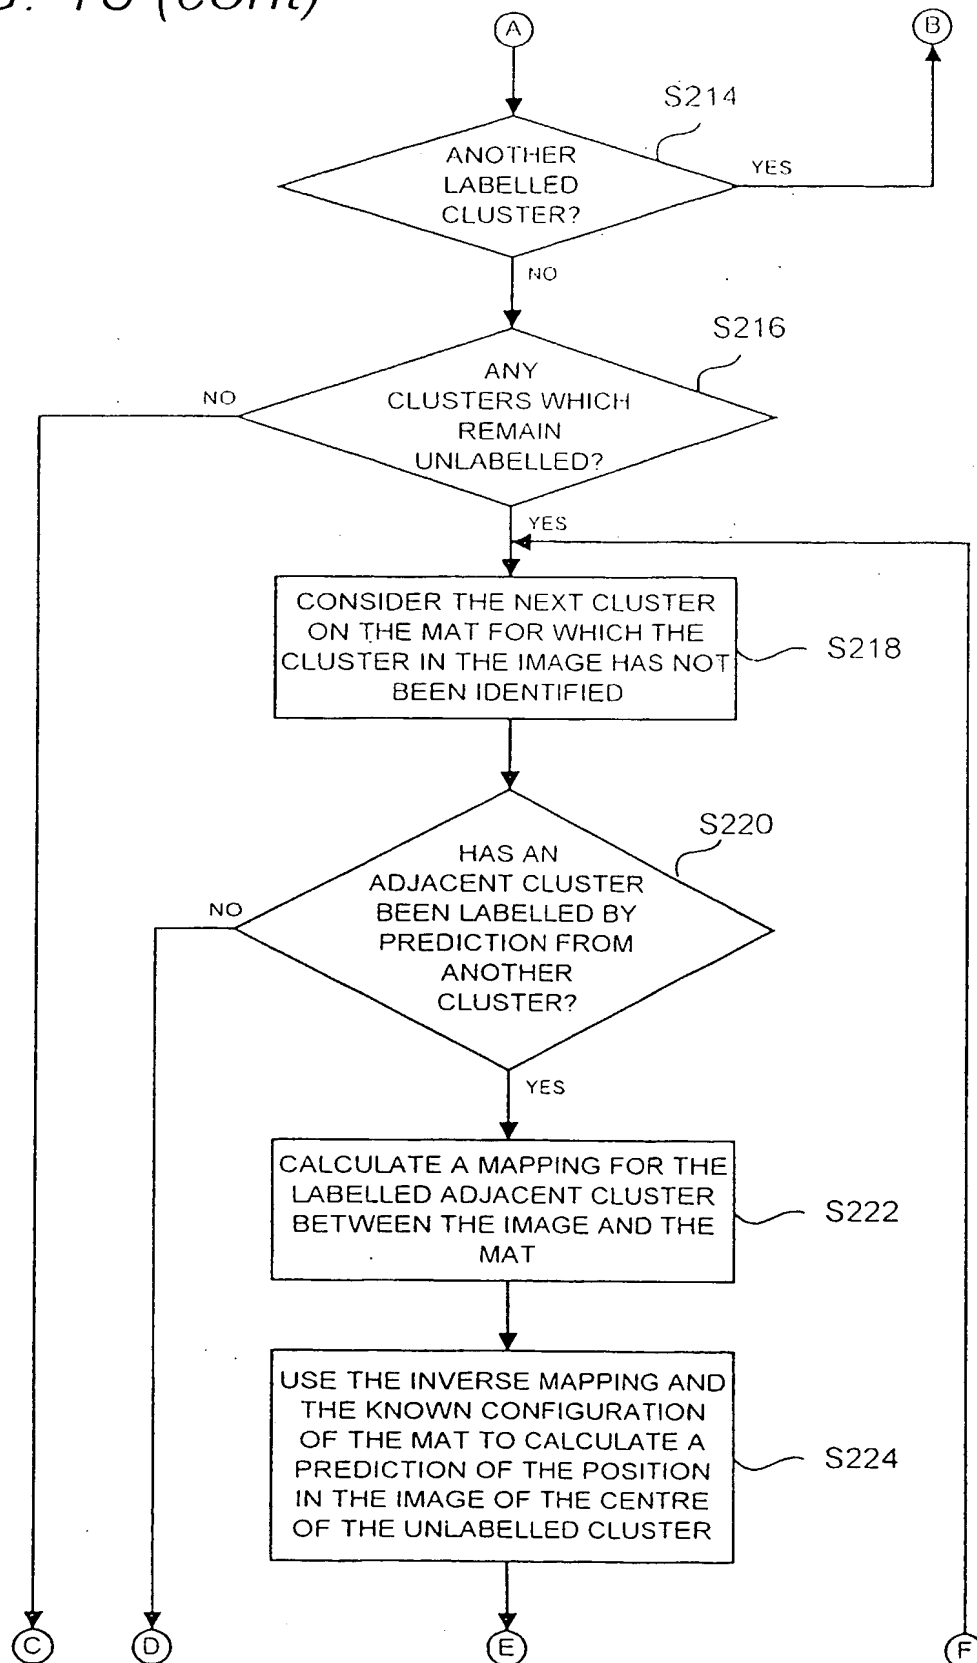 (cont)
A
B
S214
ANOTHER
LABELLED
CLUSTER?
YES
NO
S216
ANY
CLUSTERS WHICH
REMAIN
UNLABELLED?
NO
YES
CONSIDER THE NEXT CLUSTER
ON THE MAT FOR WHICH THE
CLUSTER IN THE IMAGE HAS NOT
BEEN IDENTIFIED
S218
S220
HAS AN
ADJACENT CLUSTER
BEEN LABELLED BY
PREDICTION FROM
ANOTHER
CLUSTER?
NO
YES
CALCULATE A MAPPING FOR THE
LABELLED ADJACENT CLUSTER
BETWEEN THE IMAGE AND THE
MAT
S222
USE THE INVERSE MAPPING AND
THE KNOWN CONFIGURATION
OF THE MAT TO CALCULATE A
PREDICTION OF THE POSITION
IN THE IMAGE OF THE CENTRE
OF THE UNLABELLED CLUSTER
S224
C
D
E
F